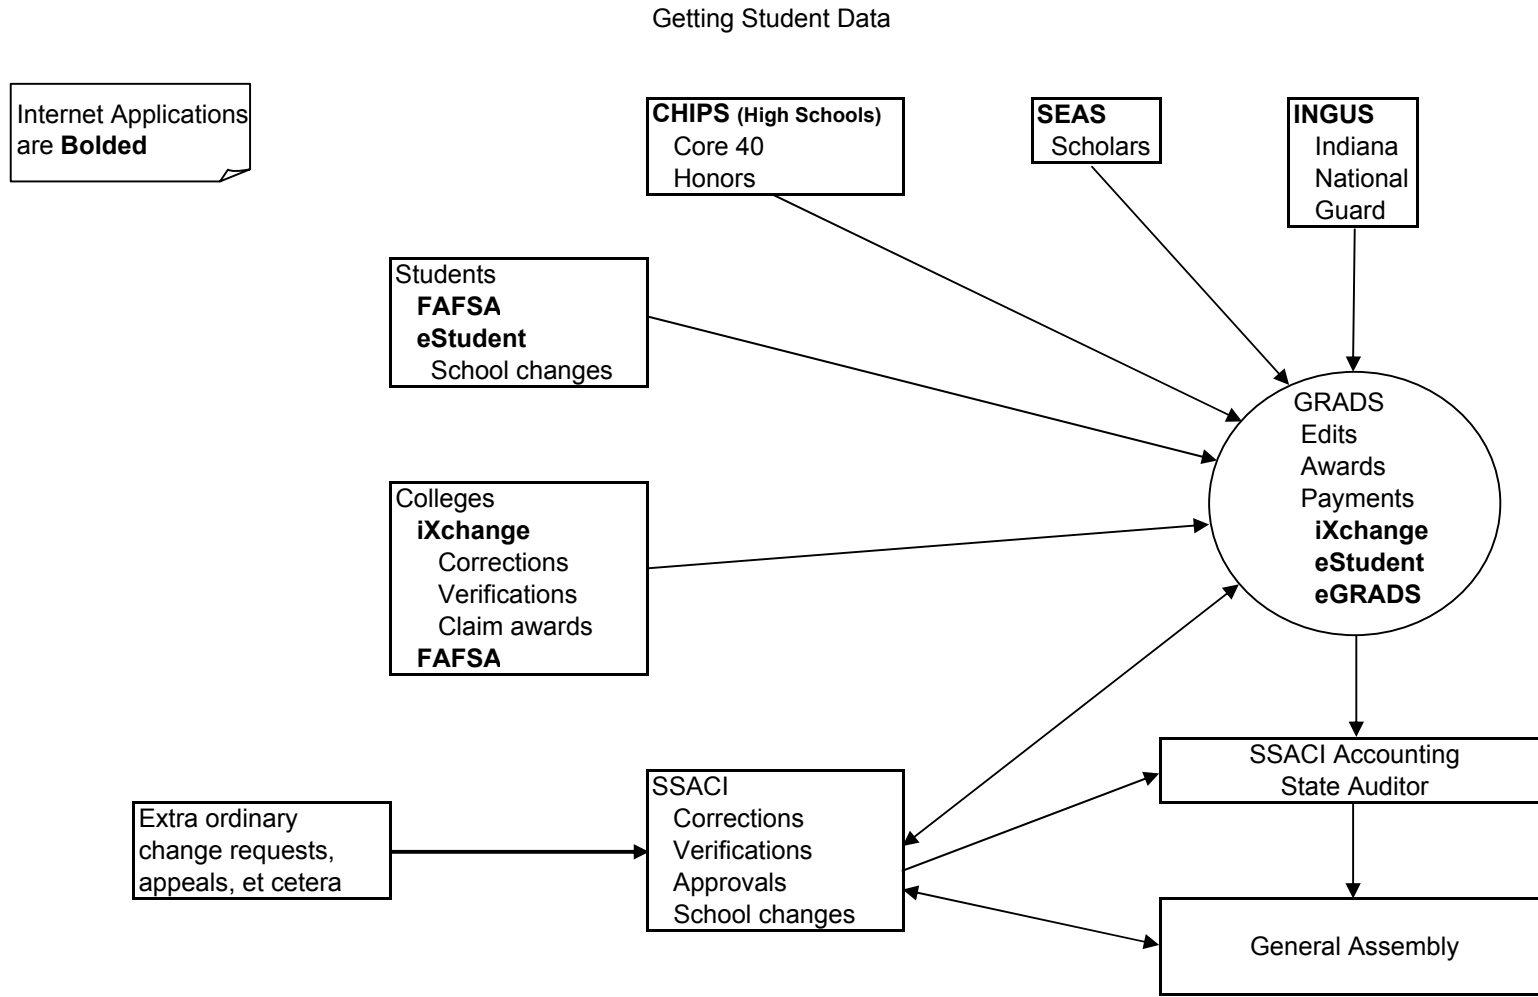 Getting Student Data
Internet Applications
are Bolded
CHIPS (High Schools)
Core 40
Honors
SEAS
Scholars
INGUS
Indiana
National
Guard
Students
FAFSA
eStudent
School changes
GRADS
Edits
Awards
Payments
iXchange
eStudent
eGRADS
Colleges
iXchange
Corrections
Verifications
Claim awards
FAFSA
SSACI Accounting
State Auditor
SSACI
Corrections
Verifications
Approvals
School changes
Extra ordinary
change requests,
appeals, et cetera
General Assembly